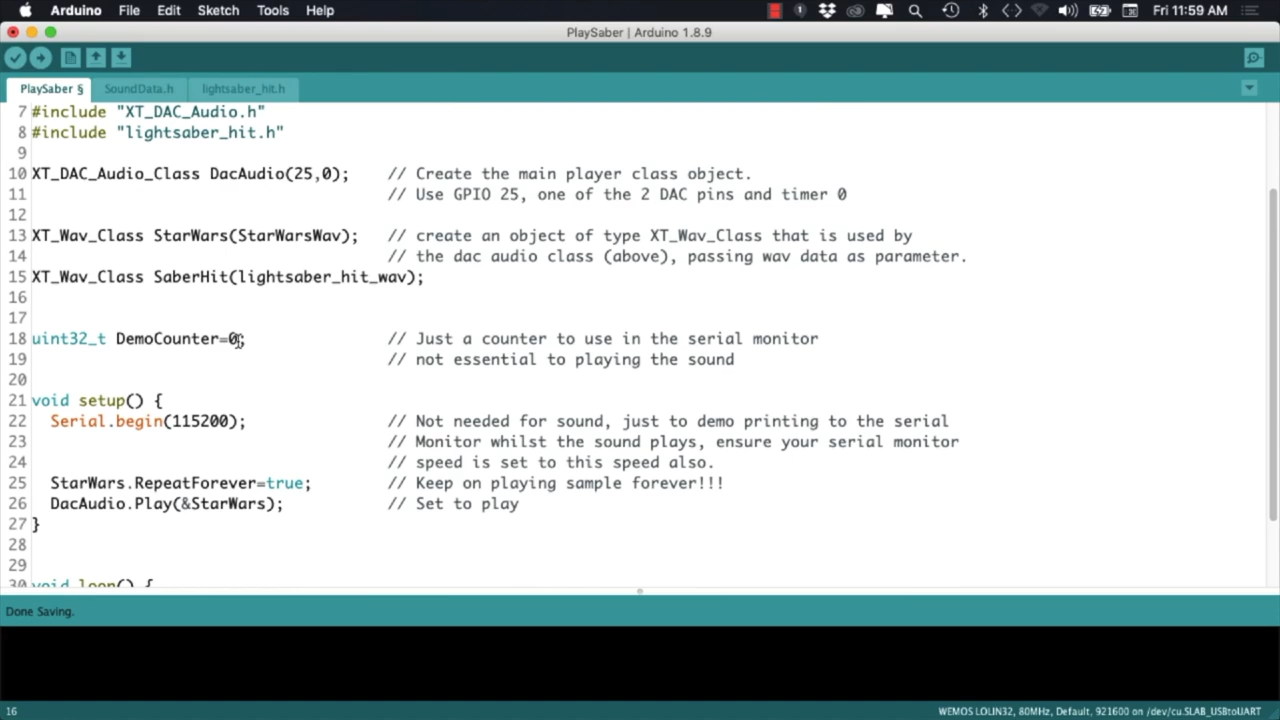 Arduino File Edit Sketch Tools Help Fri 11:59 AM
PlaySaber | Arduino 1.8.9
PlaySaber § SoundData.h lightsaber_hit.h
7 #include "XT_DAC_Audio.h"
8 #include "lightsaber_hit.h"
9
10 XT_DAC_Audio_Class DacAudio(25,0); // Create the main player class object.
11 // Use GPIO 25, one of the 2 DAC pins and timer 0
12
13 XT_Wav_Class StarWars(StarWarsWav); // create an object of type XT_Wav_Class that is used by
14 // the dac audio class (above), passing wav data as parameter.
15 XT_Wav_Class SaberHit(lightsaber_hit_wav);
16
17
18 uint32_t DemoCounter=0; // Just a counter to use in the serial monitor
19 // not essential to playing the sound
20
21 void setup() {
22 Serial.begin(115200); // Not needed for sound, just to demo printing to the serial
23 // Monitor whilst the sound plays, ensure your serial monitor
24 // speed is set to this speed also.
25 StarWars.RepeatForever=true; // Keep on playing sample forever!!!
26 DacAudio.Play(&StarWars); // Set to play
27 }
28
29
30 void loop() {
Done Saving.
16 WEMOS LOLIN32, 80MHz, Default, 921600 on /dev/cu.SLAB_USBtoUART